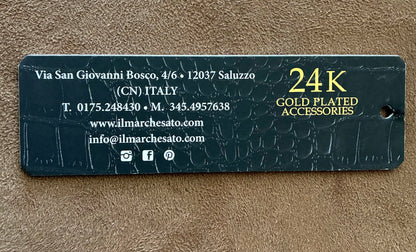 Via San Giovanni Bosco, 4/6 • 12037 Saluzzo
(CN) ITALY
T. 0175.248430 • M. 345.4957638
www.ilmarchesato.com
info@ilmarchesato.com
24K
GOLD PLATED
ACCESSORIES